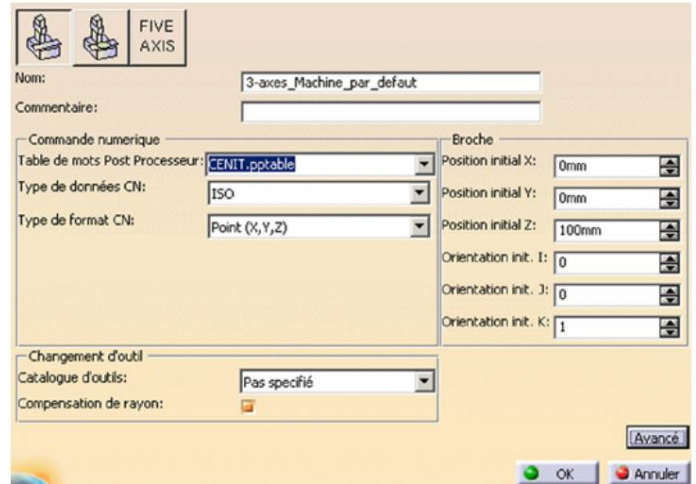 FIVE
AXIS
Nom: 3-axes_Machine_par_defaut
Commentaire:
Commande numerique
Table de mots Post Processeur: CENIT.pptable
Type de données CN: ISO
Type de format CN: Point (X,Y,Z)
Broche
Position initial X: 0mm
Position initial Y: 0mm
Position initial Z: 100mm
Orientation init. I: 0
Orientation init. J: 0
Orientation init. K: 1
Changement d'outil
Catalogue d'outils: Pas spécifié
Compensation de rayon:
Avancé
OK Annuler